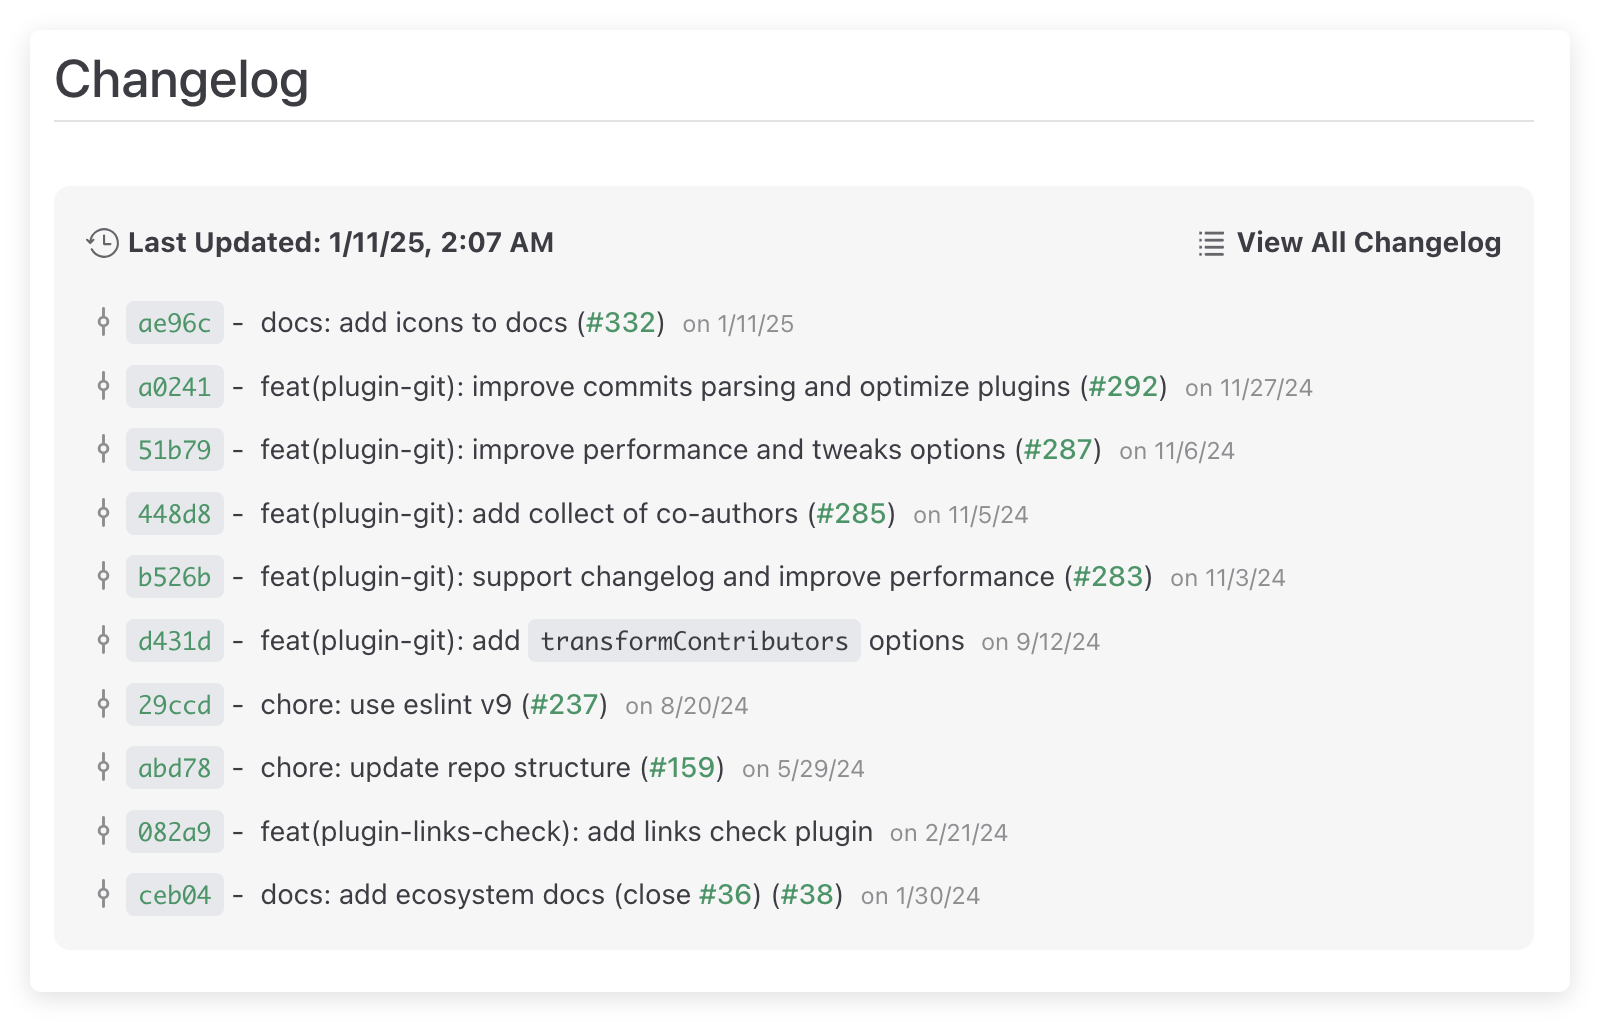 Changelog
Last Updated: 1/11/25, 2:07 AM
View All Changelog
ae96c - docs: add icons to docs (#332) on 1/11/25
a0241 - feat(plugin-git): improve commits parsing and optimize plugins (#292) on 11/27/24
51b79 - feat(plugin-git): improve performance and tweaks options (#287) on 11/6/24
448d8 - feat(plugin-git): add collect of co-authors (#285) on 11/5/24
b526b - feat(plugin-git): support changelog and improve performance (#283) on 11/3/24
d431d - feat(plugin-git): add transformContributors options on 9/12/24
29ccd - chore: use eslint v9 (#237) on 8/20/24
abd78 - chore: update repo structure (#159) on 5/29/24
082a9 - feat(plugin-links-check): add links check plugin on 2/21/24
ceb04 - docs: add ecosystem docs (close #36) (#38) on 1/30/24